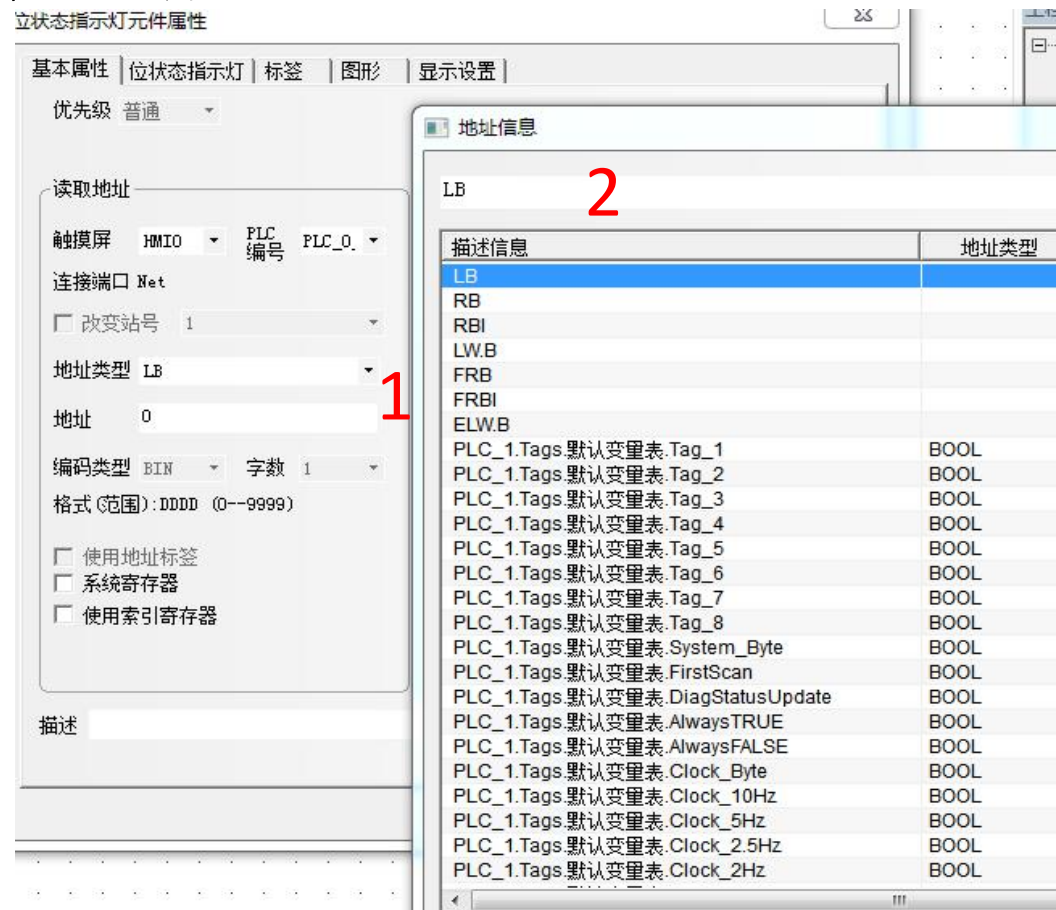 位状态指示灯元件属性
工程
基本属性 位状态指示灯 标签 图形 显示设置
优先级 普通
读取地址
触摸屏 HMI0 PLC编号 PLC_0.
连接端口 Net
改变站号 1
地址类型 LB
1
地址 0
编码类型 BIN 字数 1
格式(范围):DDDD (0--9999)
使用地址标签
系统寄存器
使用索引寄存器
描述
地址信息
LB
2
描述信息 地址类型
LB
RB
RBI
LW.B
FRB
FRBI
ELW.B
PLC_1.Tags.默认变量表.Tag_1 BOOL
PLC_1.Tags.默认变量表.Tag_2 BOOL
PLC_1.Tags.默认变量表.Tag_3 BOOL
PLC_1.Tags.默认变量表.Tag_4 BOOL
PLC_1.Tags.默认变量表.Tag_5 BOOL
PLC_1.Tags.默认变量表.Tag_6 BOOL
PLC_1.Tags.默认变量表.Tag_7 BOOL
PLC_1.Tags.默认变量表.Tag_8 BOOL
PLC_1.Tags.默认变量表.System_Byte BOOL
PLC_1.Tags.默认变量表.FirstScan BOOL
PLC_1.Tags.默认变量表.DiagStatusUpdate BOOL
PLC_1.Tags.默认变量表.AlwaysTRUE BOOL
PLC_1.Tags.默认变量表.AlwaysFALSE BOOL
PLC_1.Tags.默认变量表.Clock_Byte BOOL
PLC_1.Tags.默认变量表.Clock_10Hz BOOL
PLC_1.Tags.默认变量表.Clock_5Hz BOOL
PLC_1.Tags.默认变量表.Clock_2.5Hz BOOL
PLC_1.Tags.默认变量表.Clock_2Hz BOOL